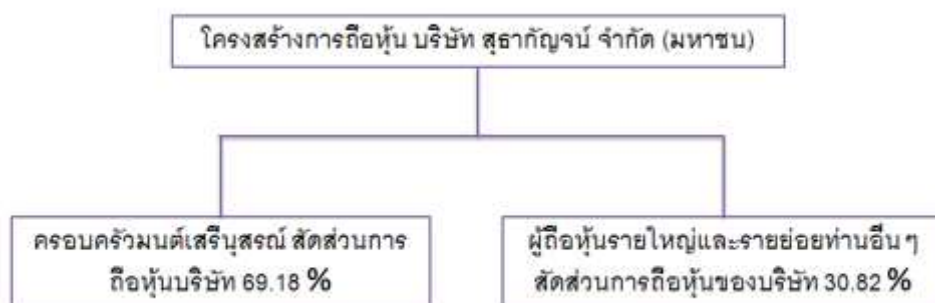 โครงสร้างการถือหุ้น บริษัท สุธากัญจน์ จำกัด (มหาชน)
ครอบครัวมนต์เสรีนุสรณ์ สัดส่วนการ
ถือหุ้นบริษัท 69.18 %
ผู้ถือหุ้นรายใหญ่และรายย่อยท่านอื่น ๆ
สัดส่วนการถือหุ้นของบริษัท 30.82 %